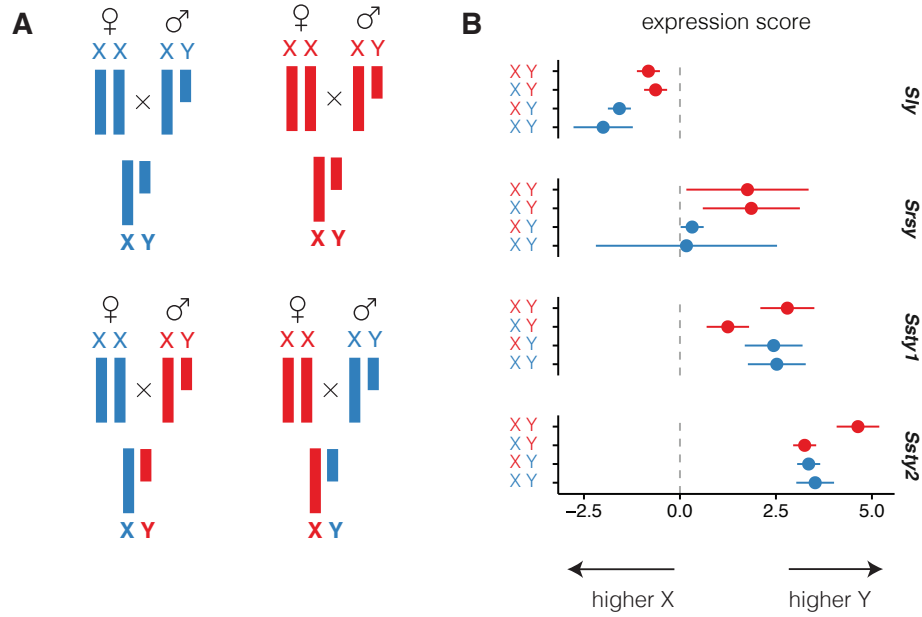 A
♀ ♂
X X X Y
×
X Y
♀ ♂
X X X Y
×
X Y
♀ ♂
X X X Y
×
X Y
♀ ♂
X X X Y
×
X Y
B
expression score
X Y
X Y
X Y
X Y
Sly
X Y
X Y
X Y
X Y
Srsy
X Y
X Y
X Y
X Y
Ssty1
X Y
X Y
X Y
X Y
Ssty2
−2.5 0.0 2.5 5.0
higher X higher Y